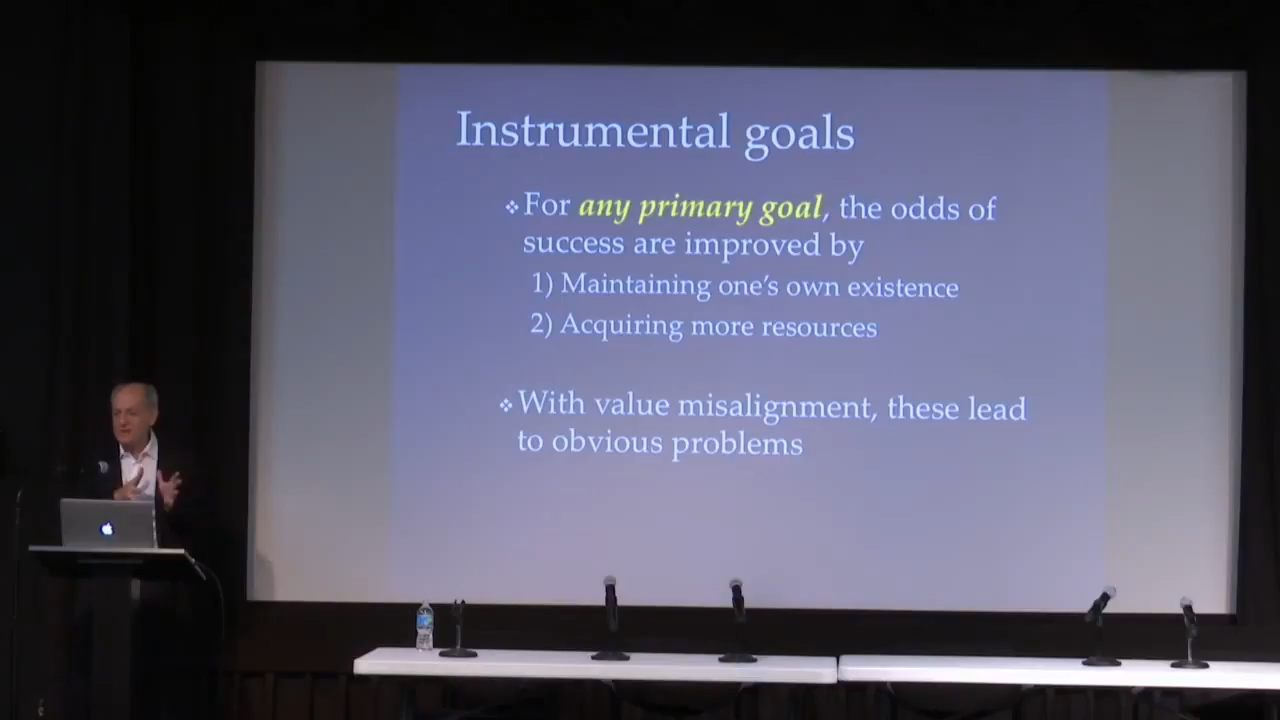 Instrumental goals
❖For any primary goal, the odds of
success are improved by
1) Maintaining one's own existence
2) Acquiring more resources
❖With value misalignment, these lead
to obvious problems